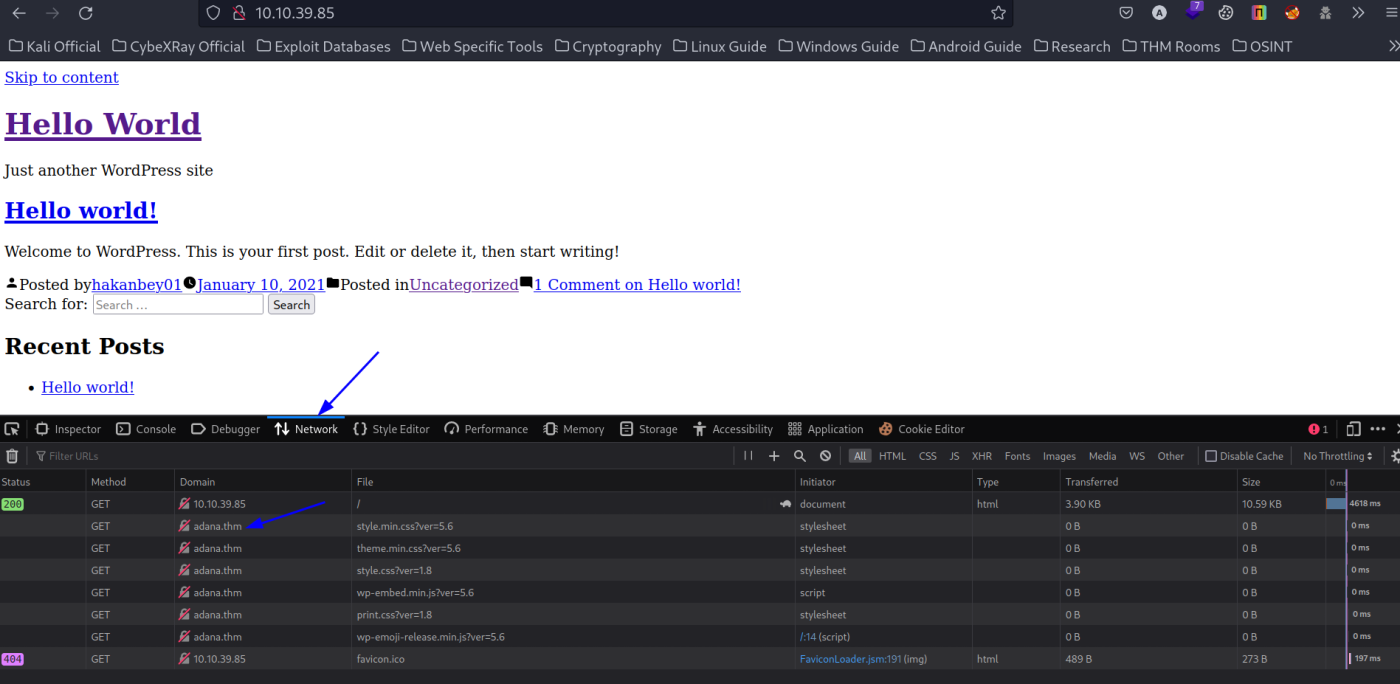 10.10.39.85
A
7
Kali Official CybeXRay Official Exploit Databases Web Specific Tools Cryptography Linux Guide Windows Guide Android Guide Research THM Rooms OSINT
Skip to content
Hello World
Just another WordPress site
Hello world!
Welcome to WordPress. This is your first post. Edit or delete it, then start writing!
Posted byhakanbey01January 10, 2021Posted inUncategorized1 Comment on Hello world!
Search for: Search … Search
Recent Posts
Hello world!
Inspector Console Debugger Network Style Editor Performance Memory Storage Accessibility Application Cookie Editor 1
Filter URLs All HTML CSS JS XHR Fonts Images Media WS Other Disable Cache No Throttling
Status Method Domain File Initiator Type Transferred Size 0 ms
200 GET 10.10.39.85 / document html 3.90 KB 10.59 KB 4618 ms
GET adana.thm style.min.css?ver=5.6 stylesheet 0 B 0 B 0 ms
GET adana.thm theme.min.css?ver=5.6 stylesheet 0 B 0 B 0 ms
GET adana.thm style.css?ver=1.8 stylesheet 0 B 0 B 0 ms
GET adana.thm wp-embed.min.js?ver=5.6 script 0 B 0 B 0 ms
GET adana.thm print.css?ver=1.8 stylesheet 0 B 0 B 0 ms
GET adana.thm wp-emoji-release.min.js?ver=5.6 /:14 (script) 0 B 0 B 0 ms
404 GET 10.10.39.85 favicon.ico FaviconLoader.jsm:191 (img) html 489 B 273 B 197 ms